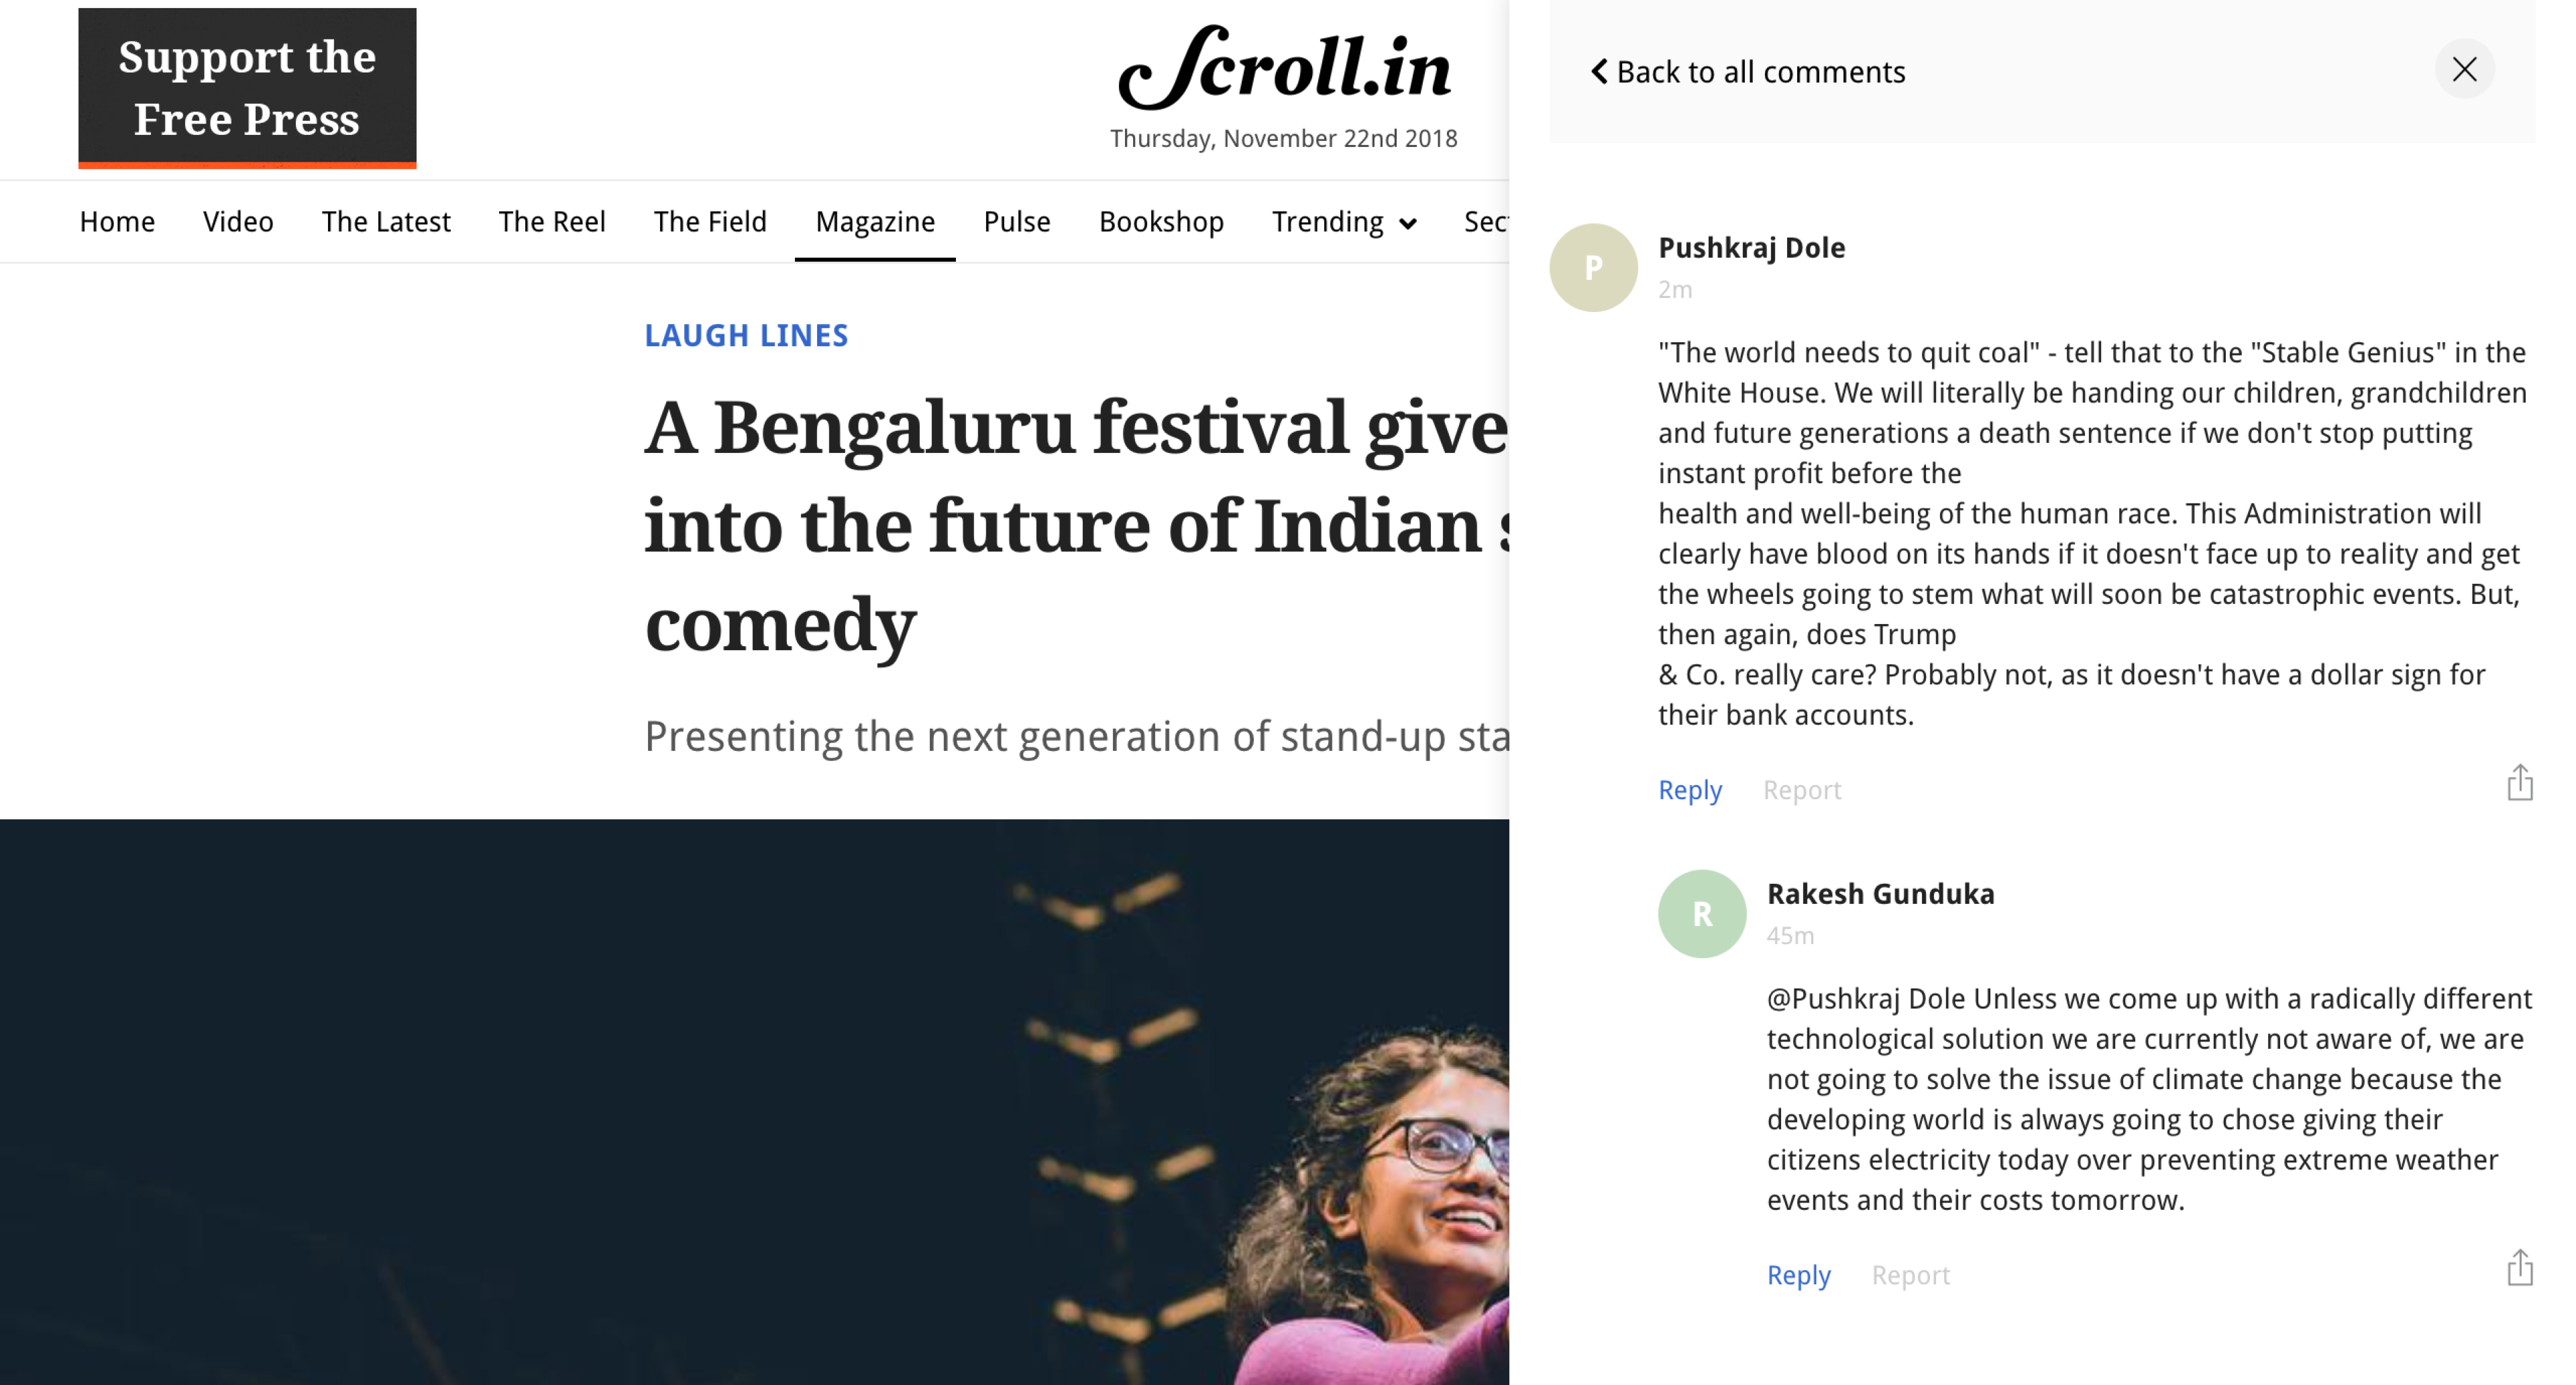 Support the
Free Press
Scroll.in
Thursday, November 22nd 2018
Home Video The Latest The Reel The Field Magazine Pulse Bookshop Trending Sec
LAUGH LINES
A Bengaluru festival give
into the future of Indian s
comedy
Presenting the next generation of stand-up sta
Back to all comments
P
Pushkraj Dole
2m
"The world needs to quit coal" - tell that to the "Stable Genius" in the
White House. We will literally be handing our children, grandchildren
and future generations a death sentence if we don't stop putting
instant profit before the
health and well-being of the human race. This Administration will
clearly have blood on its hands if it doesn't face up to reality and get
the wheels going to stem what will soon be catastrophic events. But,
then again, does Trump
& Co. really care? Probably not, as it doesn't have a dollar sign for
their bank accounts.
Reply Report
R
Rakesh Gunduka
45m
@Pushkraj Dole Unless we come up with a radically different
technological solution we are currently not aware of, we are
not going to solve the issue of climate change because the
developing world is always going to chose giving their
citizens electricity today over preventing extreme weather
events and their costs tomorrow.
Reply Report